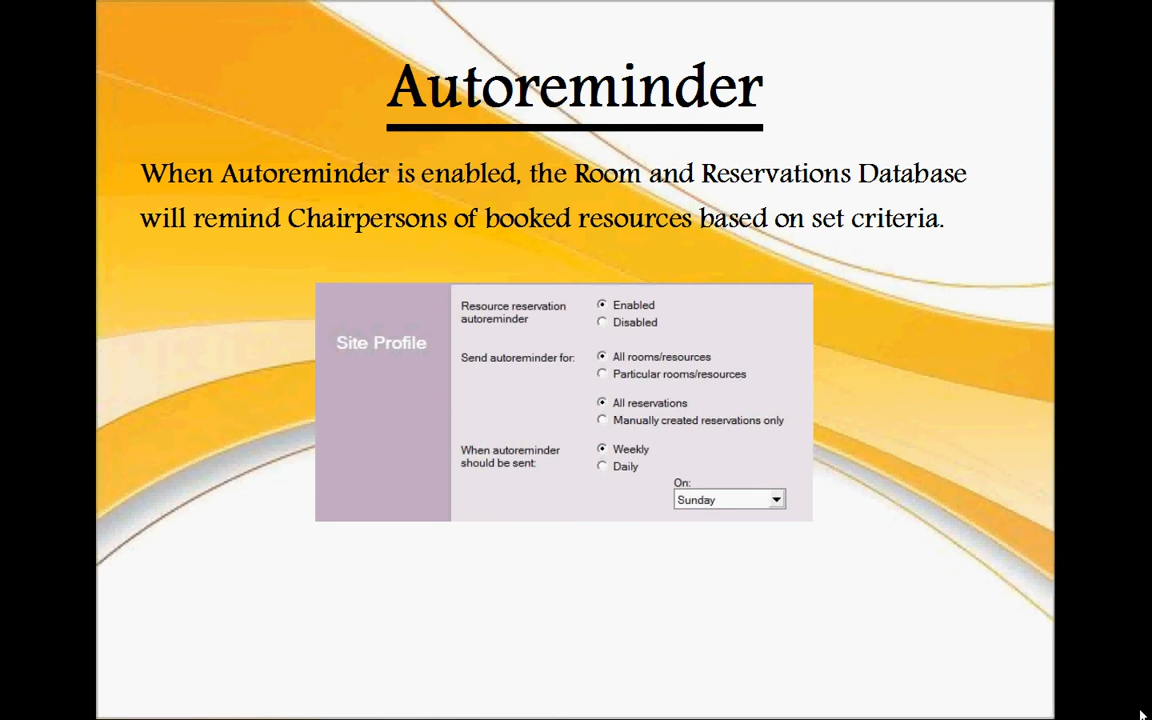 Autoreminder
When Autoreminder is enabled, the Room and Reservations Database
will remind Chairpersons of booked resources based on set criteria.
Site Profile
Resource reservation
autoreminder
Enabled
Disabled
Send autoreminder for:
All rooms/resources
Particular rooms/resources
All reservations
Manually created reservations only
When autoreminder
should be sent:
Weekly
Daily
On:
Sunday